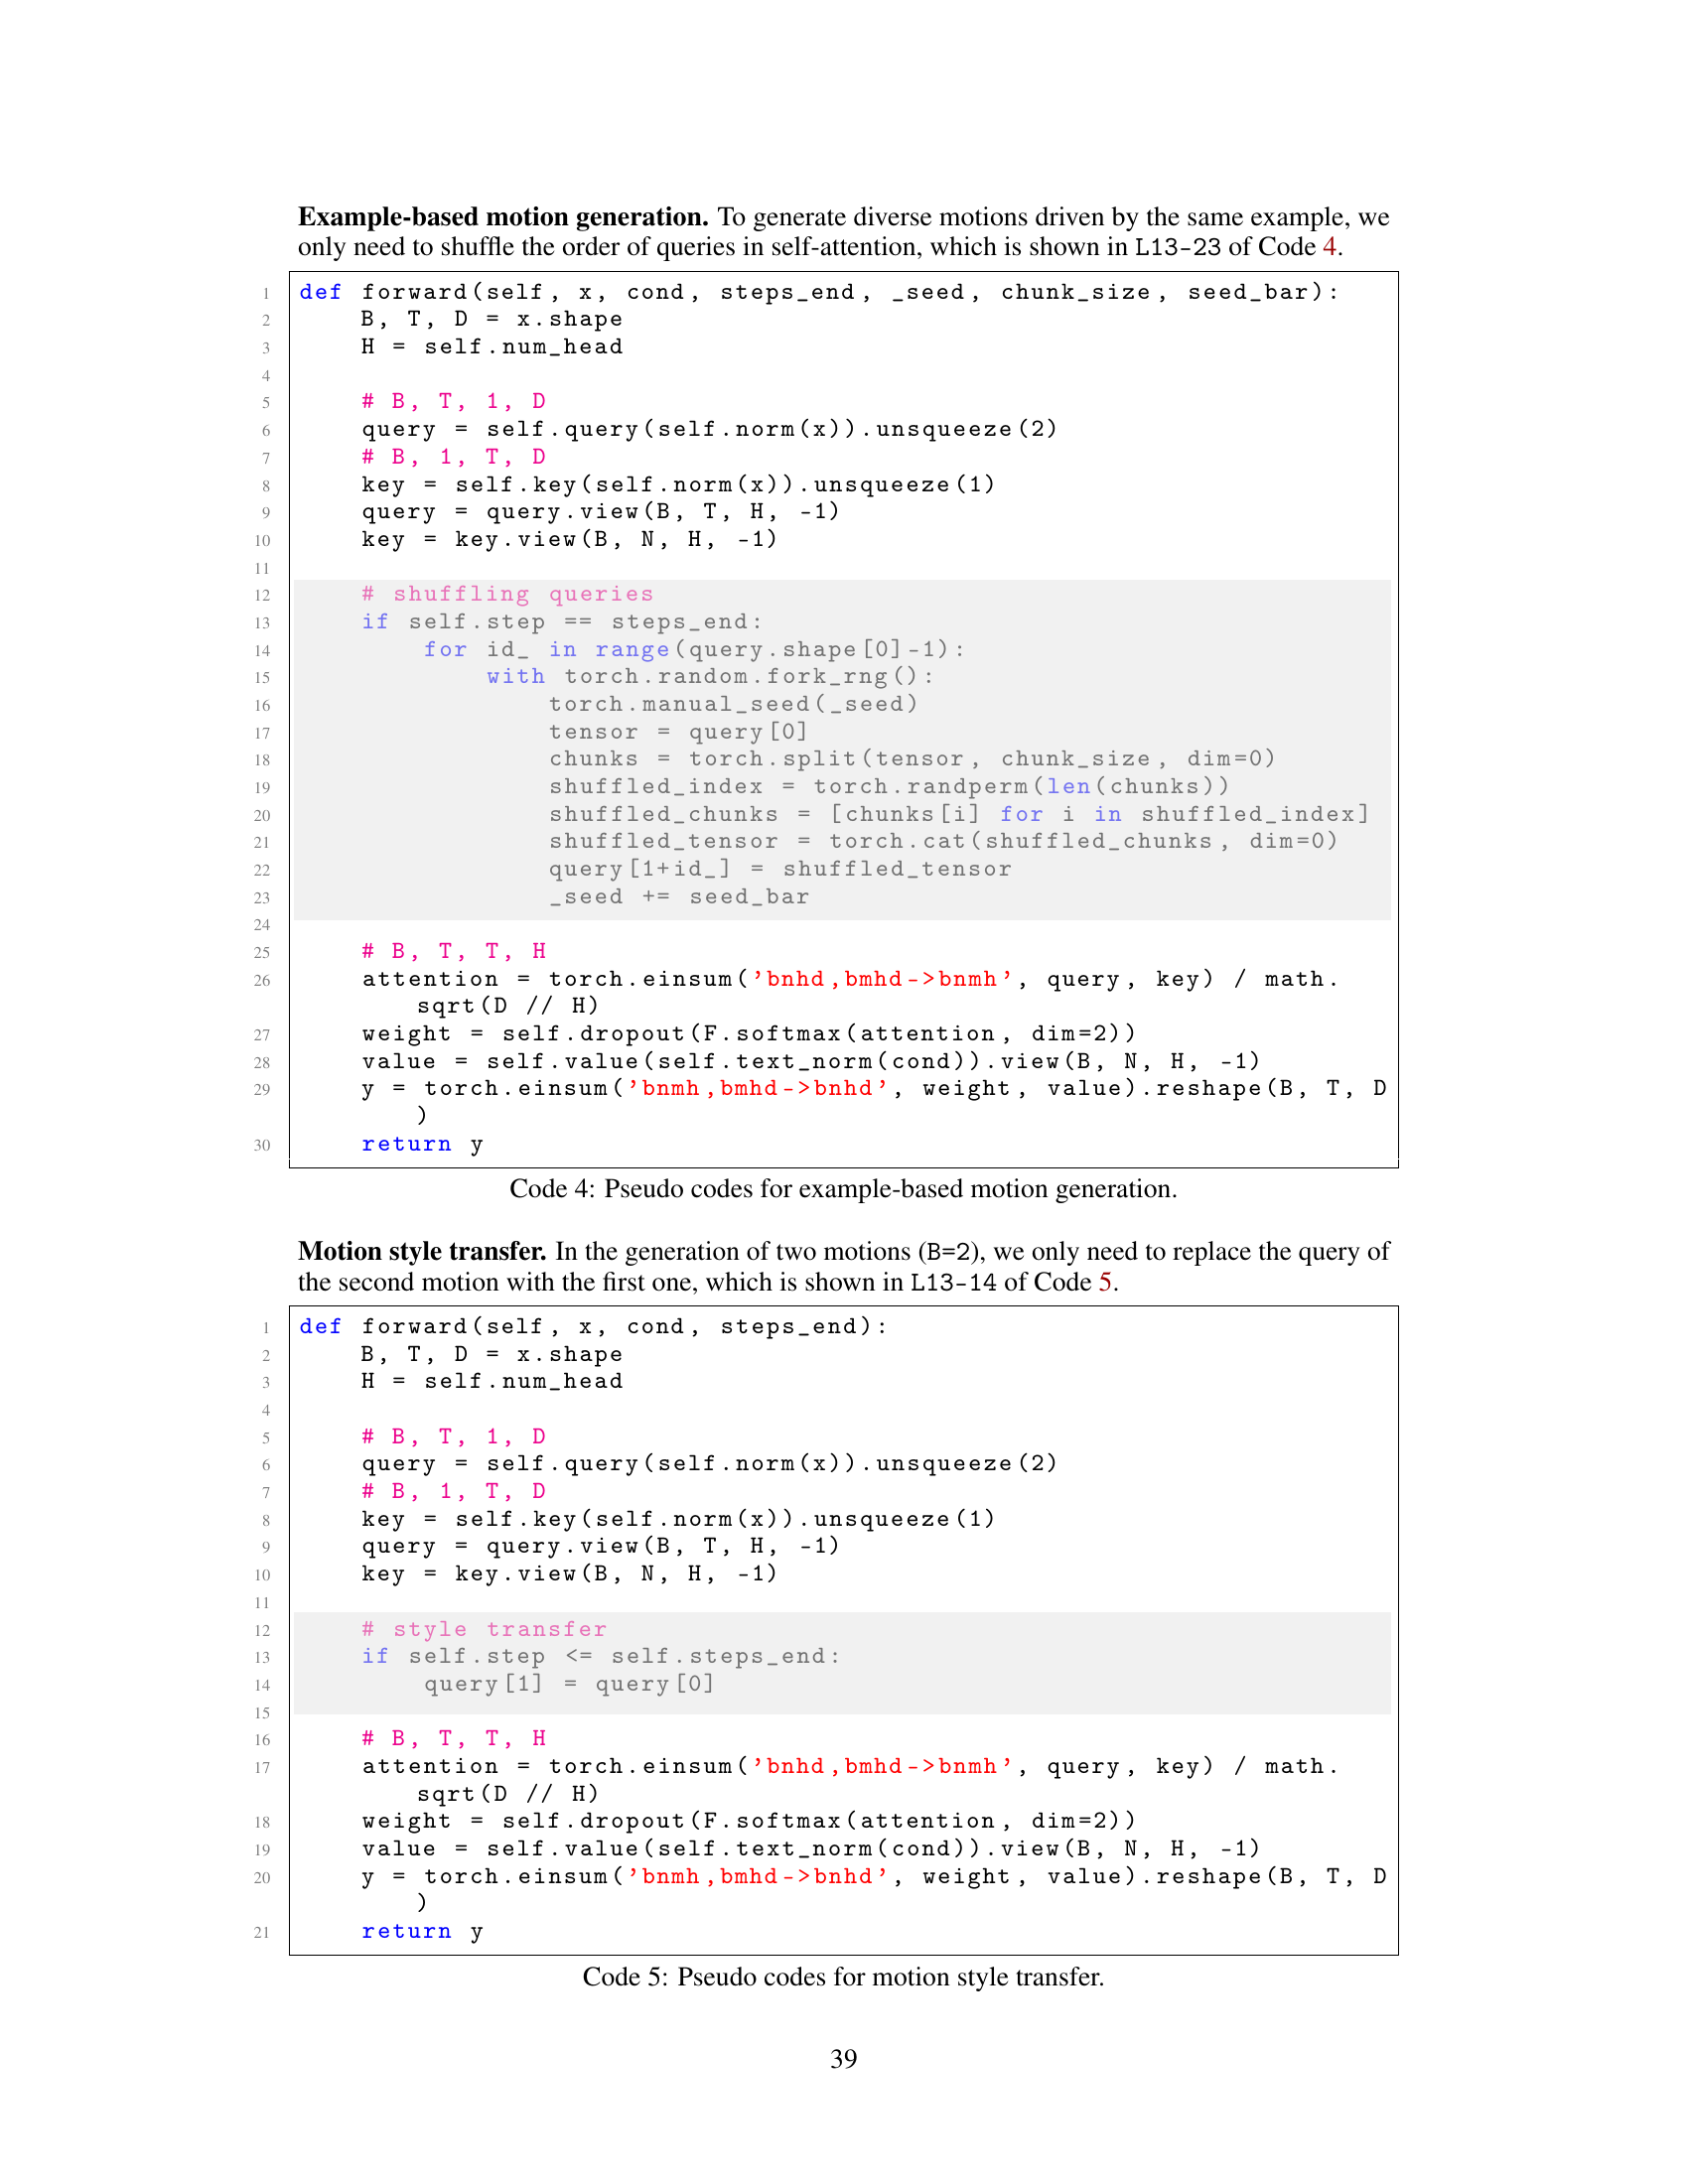 Example-based motion generation. To generate diverse motions driven by the same example, we
only need to shuffle the order of queries in self-attention, which is shown in L13-23 of Code 4.
1 def forward(self, x, cond, steps_end, _seed, chunk_size, seed_bar):
2     B, T, D = x.shape
3     H = self.num_head
4
5     # B, T, 1, D
6     query = self.query(self.norm(x)).unsqueeze(2)
7     # B, 1, T, D
8     key = self.key(self.norm(x)).unsqueeze(1)
9     query = query.view(B, T, H, -1)
10     key = key.view(B, N, H, -1)
11
12     # shuffling queries
13     if self.step == steps_end:
14         for id_ in range(query.shape[0]-1):
15             with torch.random.fork_rng():
16                 torch.manual_seed(_seed)
17                 tensor = query[0]
18                 chunks = torch.split(tensor, chunk_size, dim=0)
19                 shuffled_index = torch.randperm(len(chunks))
20                 shuffled_chunks = [chunks[i] for i in shuffled_index]
21                 shuffled_tensor = torch.cat(shuffled_chunks, dim=0)
22                 query[1+id_] = shuffled_tensor
23                 _seed += seed_bar
24
25     # B, T, T, H
26     attention = torch.einsum('bnhd,bmhd->bnmh', query, key) / math.
sqrt(D // H)
27     weight = self.dropout(F.softmax(attention, dim=2))
28     value = self.value(self.text_norm(cond)).view(B, N, H, -1)
29     y = torch.einsum('bnmh,bmhd->bnhd', weight, value).reshape(B, T, D
)
30     return y
Code 4: Pseudo codes for example-based motion generation.
Motion style transfer. In the generation of two motions (B=2), we only need to replace the query of
the second motion with the first one, which is shown in L13-14 of Code 5.
1 def forward(self, x, cond, steps_end):
2     B, T, D = x.shape
3     H = self.num_head
4
5     # B, T, 1, D
6     query = self.query(self.norm(x)).unsqueeze(2)
7     # B, 1, T, D
8     key = self.key(self.norm(x)).unsqueeze(1)
9     query = query.view(B, T, H, -1)
10     key = key.view(B, N, H, -1)
11
12     # style transfer
13     if self.step <= self.steps_end:
14         query[1] = query[0]
15
16     # B, T, T, H
17     attention = torch.einsum('bnhd,bmhd->bnmh', query, key) / math.
sqrt(D // H)
18     weight = self.dropout(F.softmax(attention, dim=2))
19     value = self.value(self.text_norm(cond)).view(B, N, H, -1)
20     y = torch.einsum('bnmh,bmhd->bnhd', weight, value).reshape(B, T, D
)
21     return y
Code 5: Pseudo codes for motion style transfer.
39